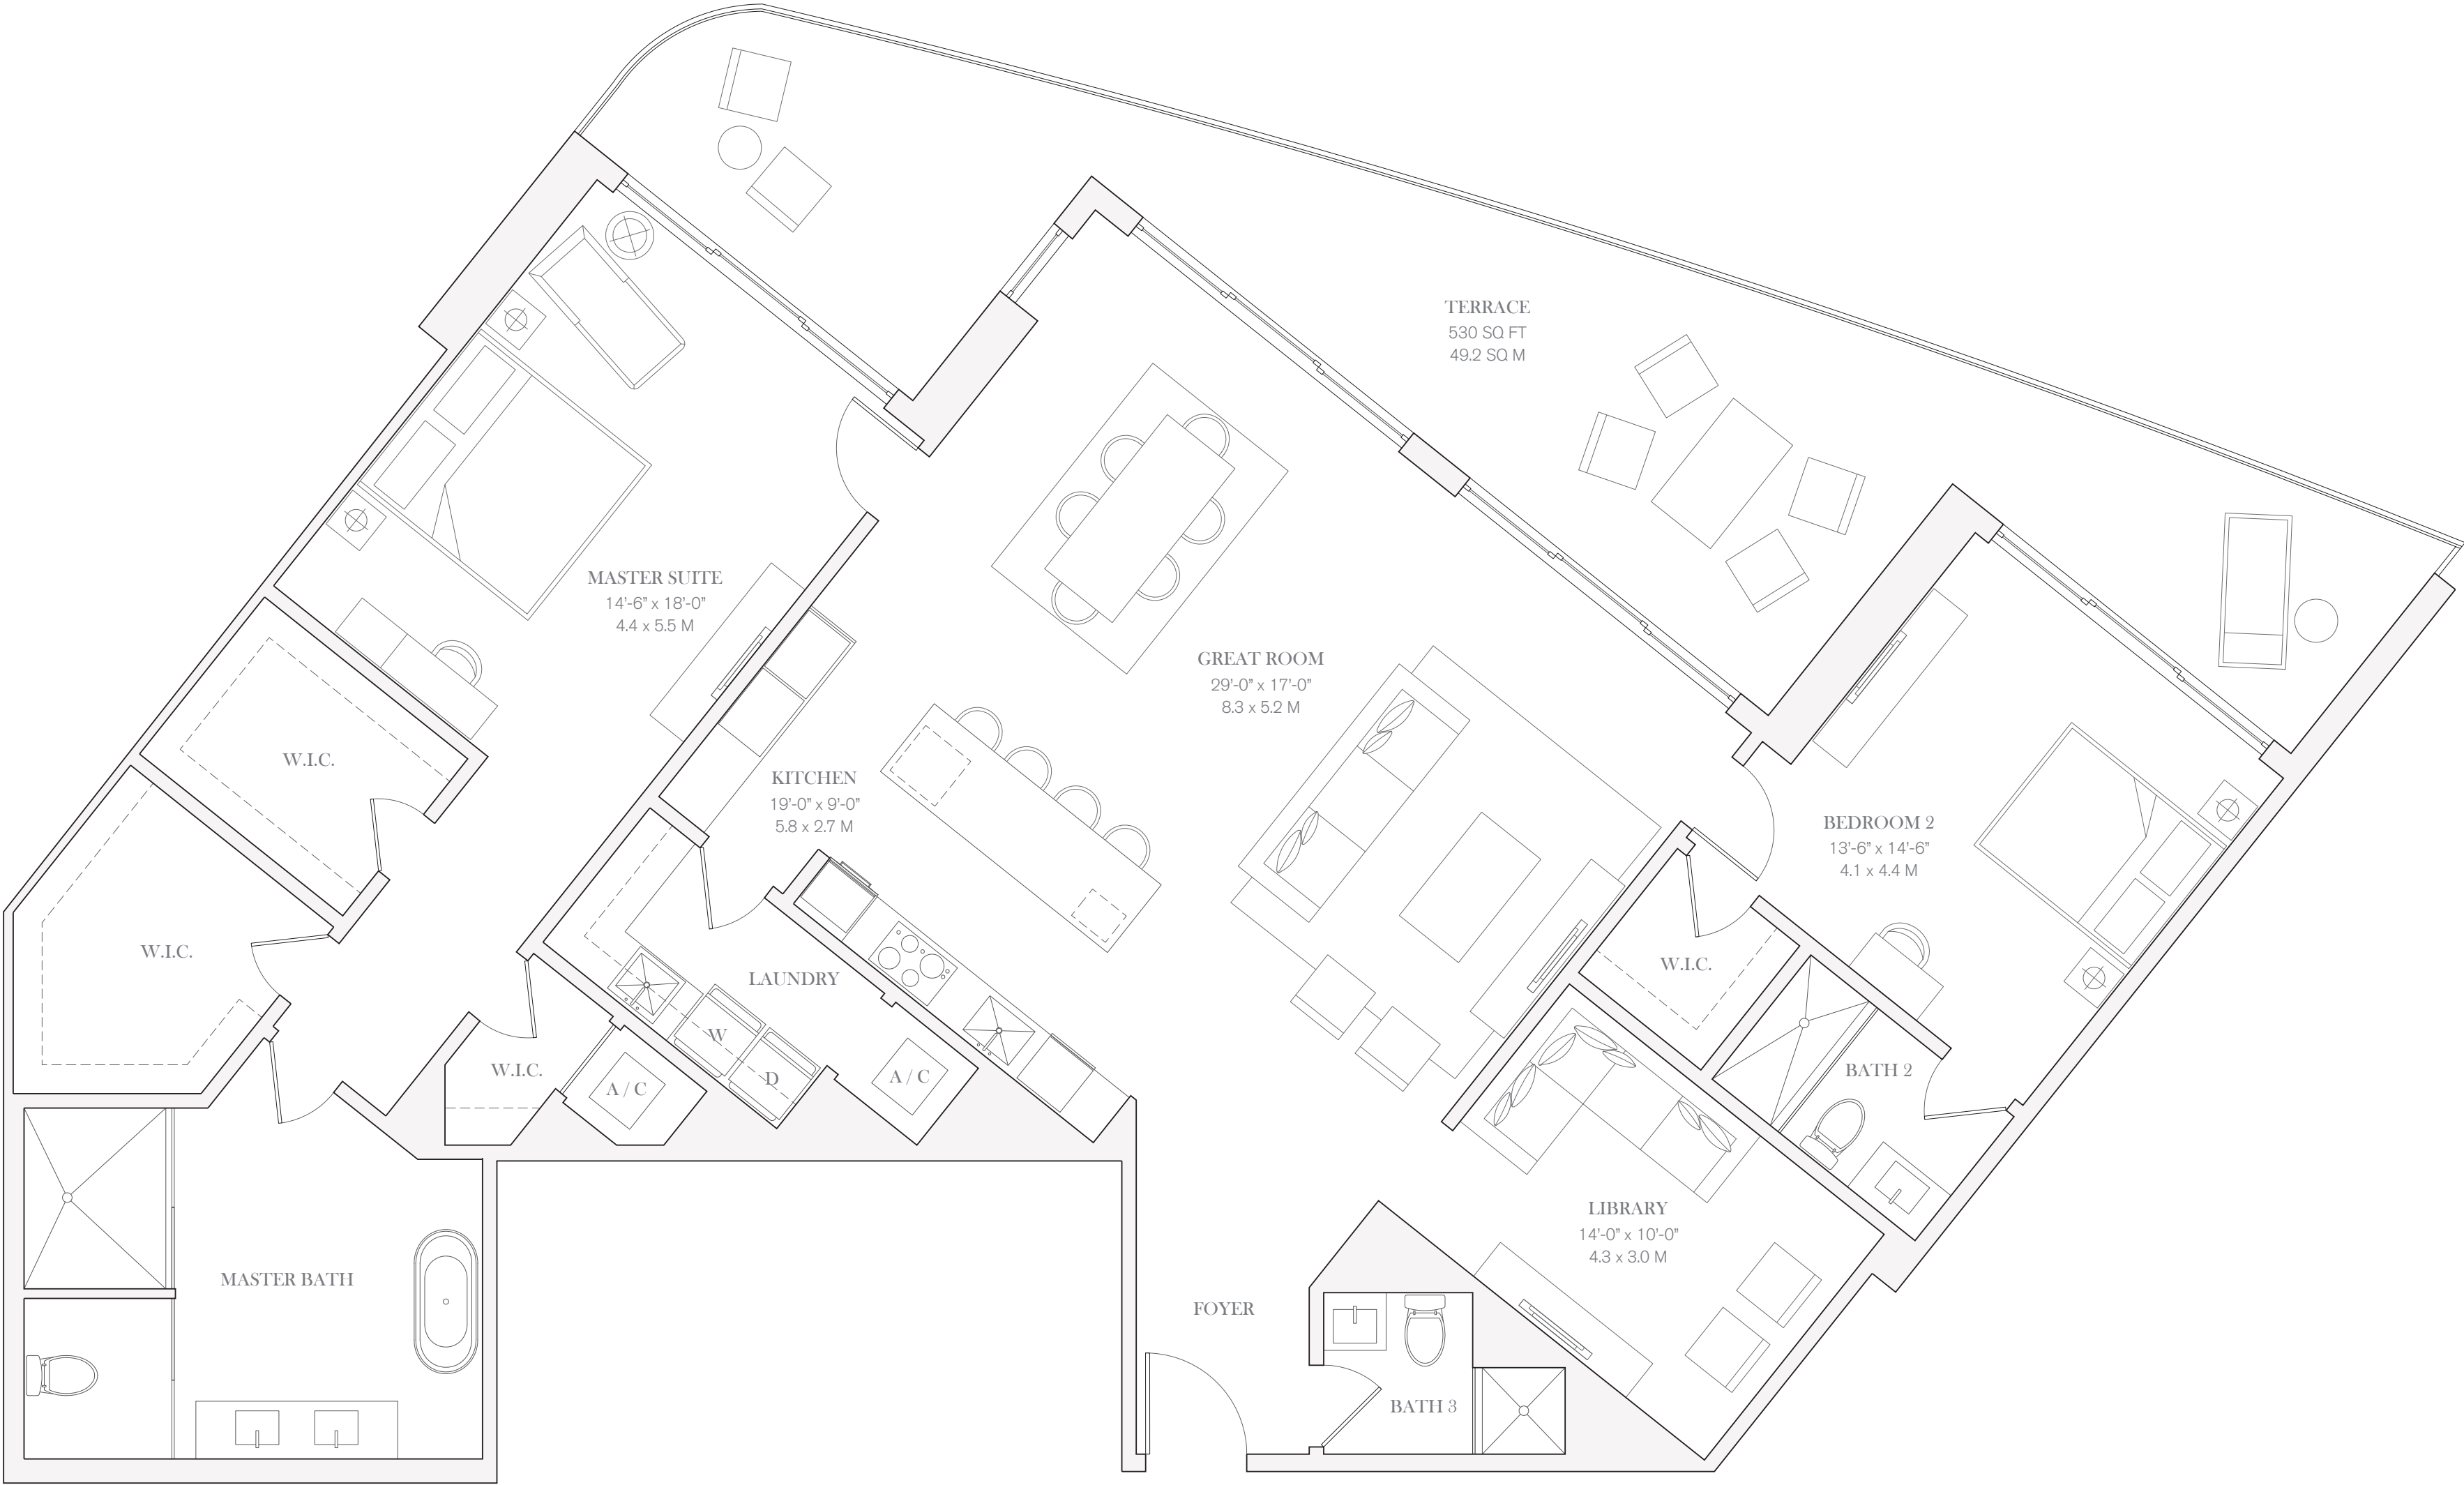 TERRACE
530 SQ FT
49.2 SQ M
MASTER SUITE
14'-6” x 18'-0”
4.4 x 5.5 M
GREAT ROOM
29'-0” x 17'-0”
8.3 x 5.2 M
W.I.C.
KITCHEN
19'-0” x 9'-0”
5.8 x 2.7 M
BEDROOM 2
13'-6” x 14'-6”
4.1 x 4.4 M
W.I.C.
LAUNDRY
W.I.C.
W
D
W.I.C.
A / C
A / C
BATH 2
LIBRARY
14'-0” x 10'-0”
4.3 x 3.0 M
MASTER BATH
FOYER
BATH 3